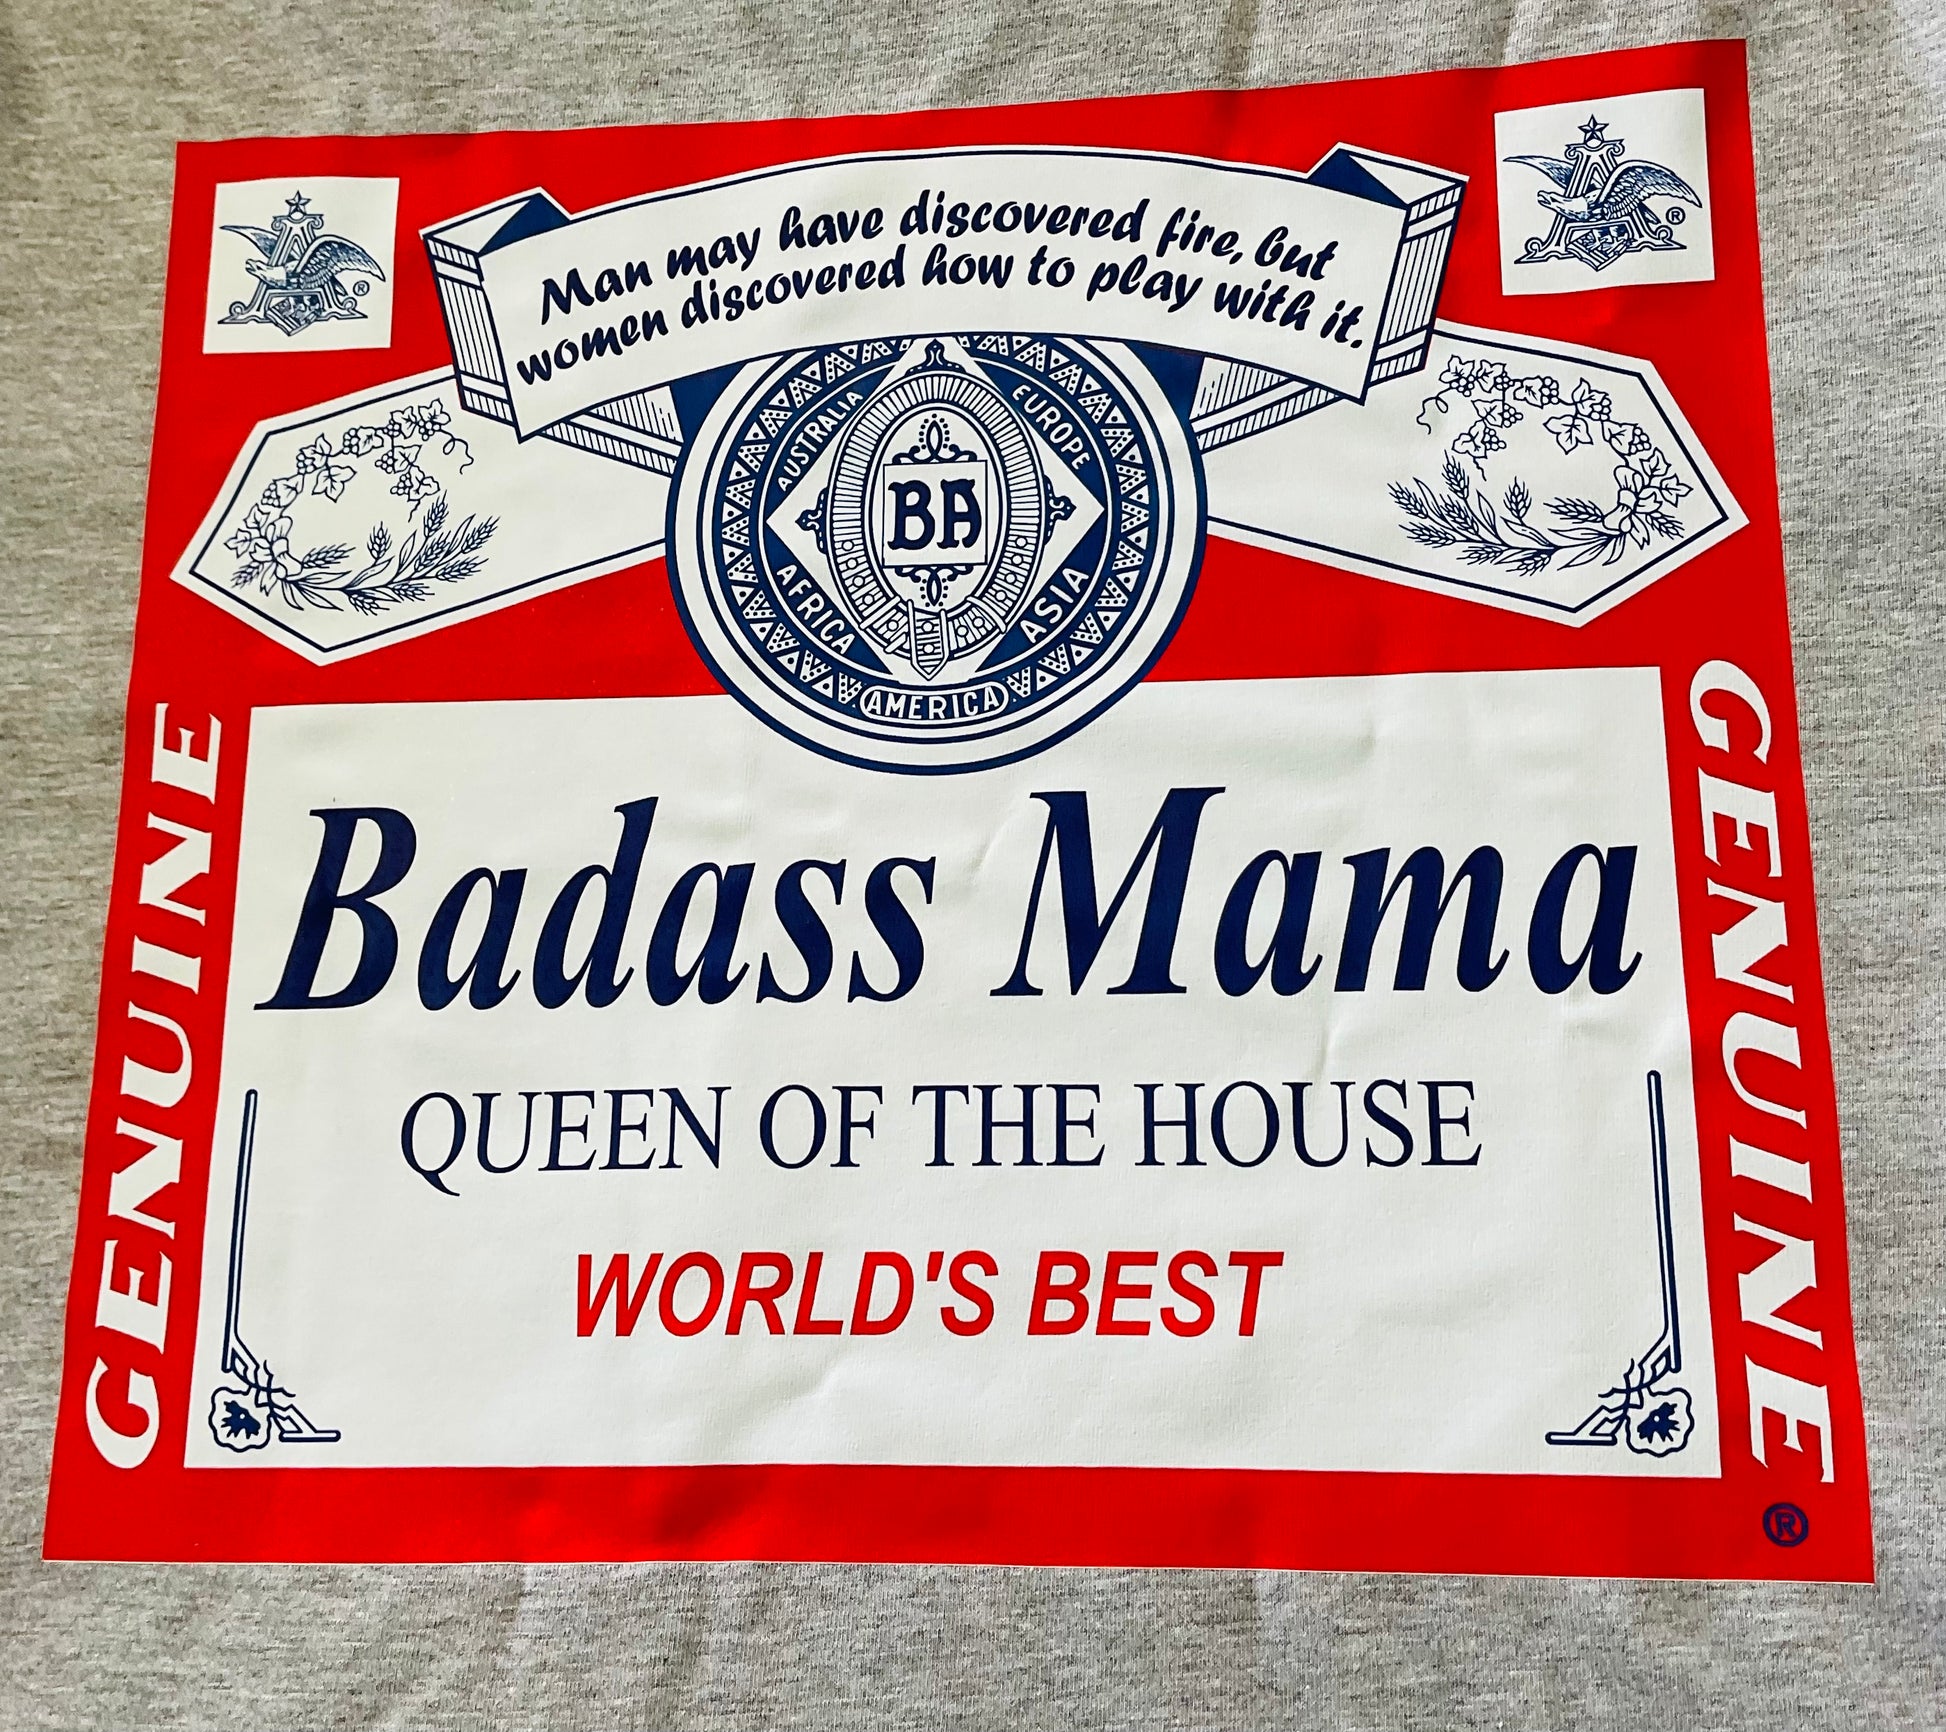 Man may have discovered fire, but
women discovered how to play with it.
®
®
AUSTRALIA
EUROPE
BA
AFRICA
ASIA
AMERICA
GENUINE
GENUINE
Badass Mama
QUEEN OF THE HOUSE
WORLD'S BEST
®